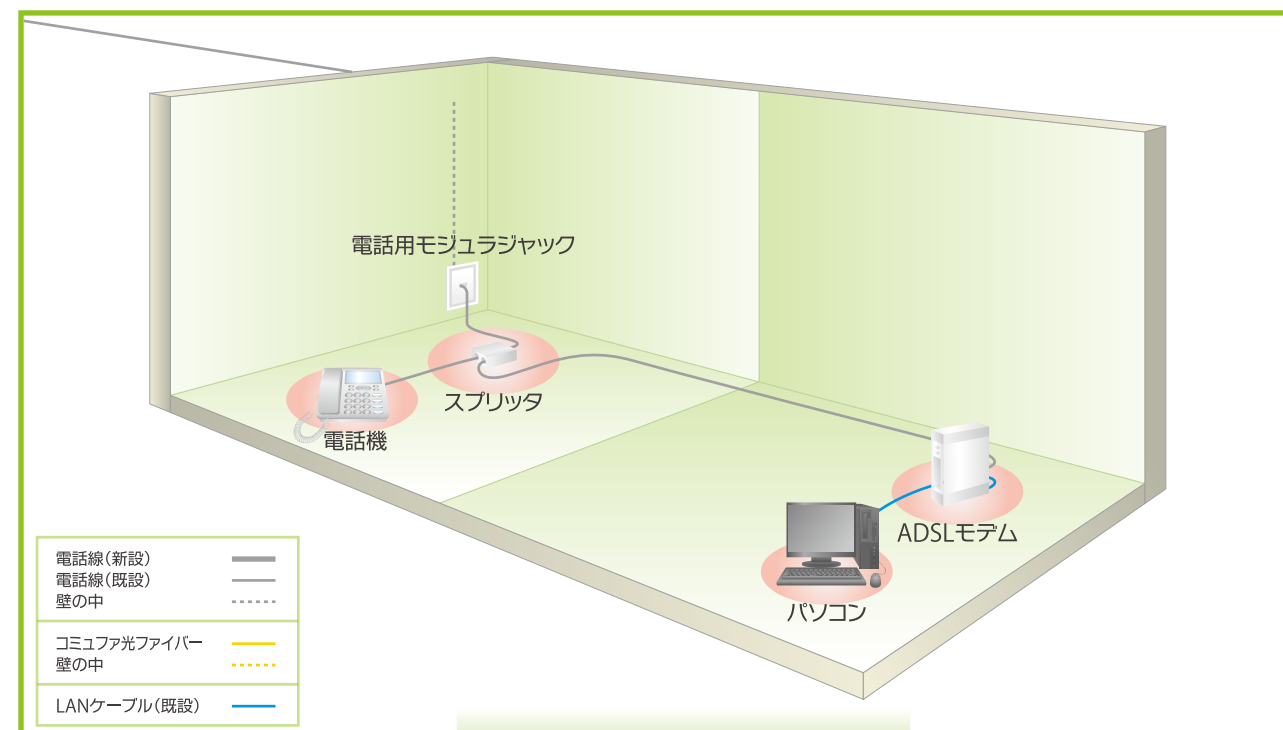 電話用モジュラジャック
スプリッタ
電話機
ADSLモデム
パソコン
電話線(新設)
電話線(既設)
壁の中
コミュファ光ファイバー
壁の中
LANケーブル(既設)